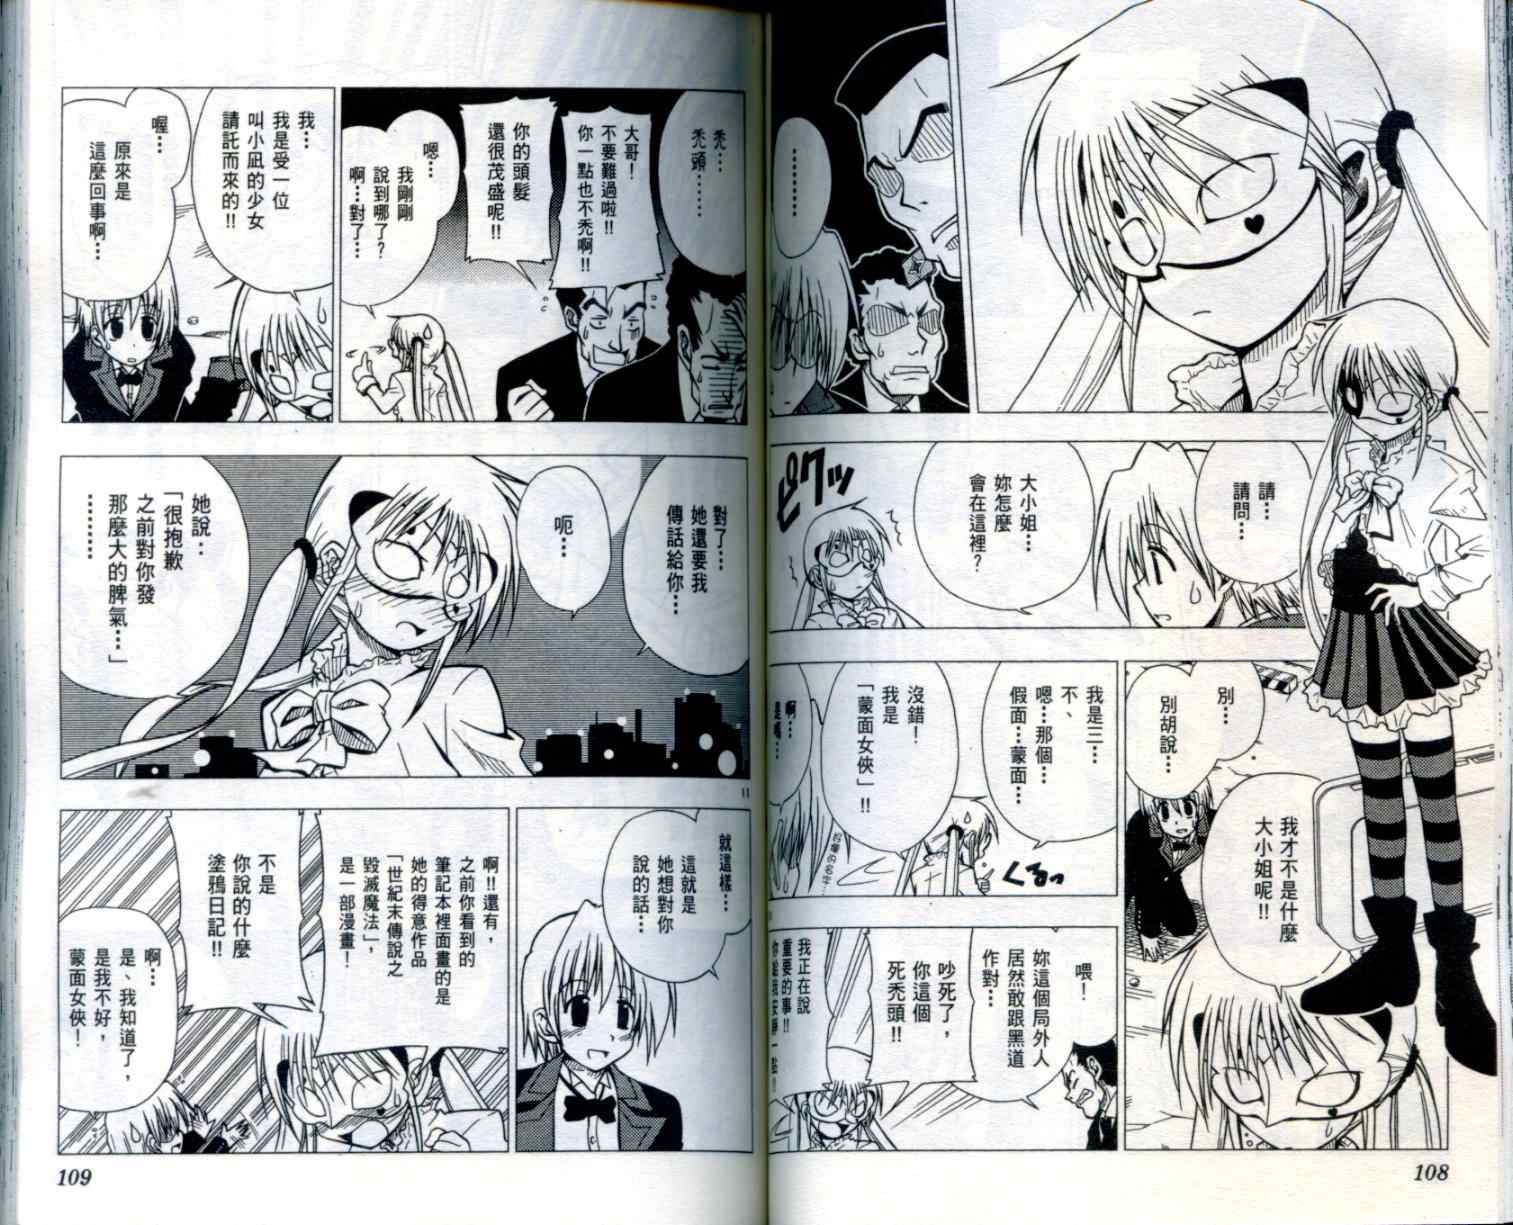 ……
請…
請問…
大小姐…
妳怎麼
會在這裡？
ピクッ
別…
別胡說…
我才不是什麼
大小姐呢!!
我是三…
不、
嗯…那個…
假面…蒙面…
沒錯！
我是
「蒙面女俠」!!
啊…
是嗎…
喂！
妳這個局外人
居然敢跟黑道
作對…
吵死了，
你這個
死禿頭!!
我正在說
重要的事!!
你給我安靜一點!!
108
禿…
禿頭……
大哥！
不要難過啦!!
你一點也不禿啊!!
你的頭髮
還很茂盛呢!!
嗯…
我剛剛
說到哪了？
啊…對了…
我…
我是受一位
叫小凪的少女
請託而來的!!
喔…
原來是
這麼回事啊…
對了…
她還要我
傳話給你…
呃…
她說：
「很抱歉
之前對你發
那麼大的脾氣…」
………
就這樣…
這就是
她想對你
說的話…
啊!!還有，
之前你看到的
筆記本裡面畫的是
她的得意作品
「世紀末傳說之
毀滅魔法」，
是一部漫畫！
不是
你說的什麼
塗鴉日記!!
啊…
是、我知道了，
是我不好，
蒙面女俠！
109